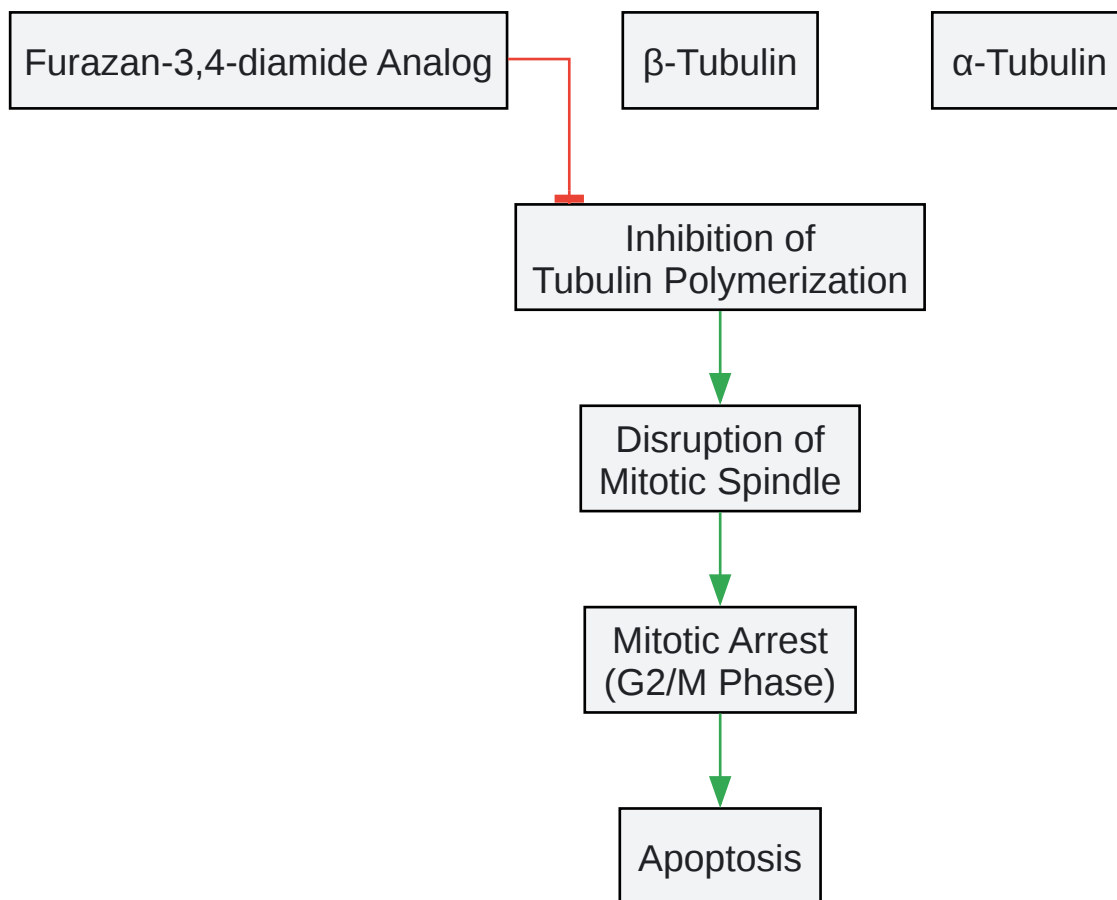 Furazan-3,4-diamide Analog
β-Tubulin
α-Tubulin
Inhibition of
Tubulin Polymerization
Disruption of
Mitotic Spindle
Mitotic Arrest
(G2/M Phase)
Apoptosis